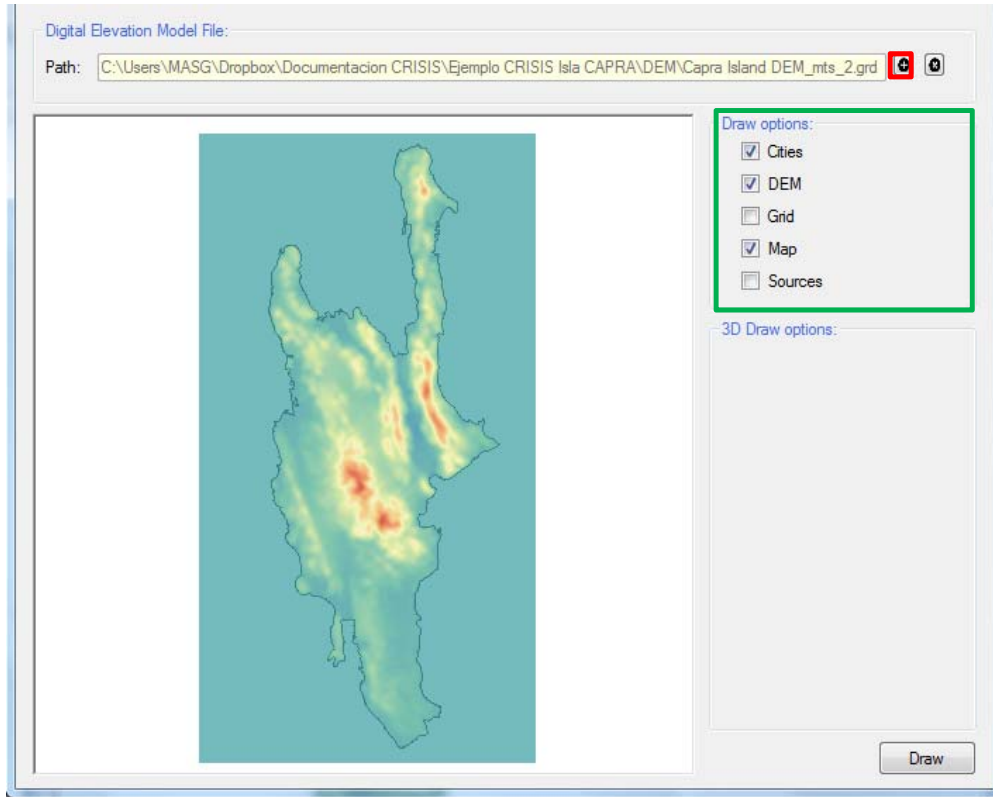 Digital Elevation Model File:
Path: C:\Users\MASG\Dropbox\Documentacion CRISIS\Ejemplo CRISIS Isla CAPRA\DEM\Capra Island DEM_mts_2.grd
Draw options:
Cities
DEM
Grid
Map
Sources
3D Draw options:
Draw